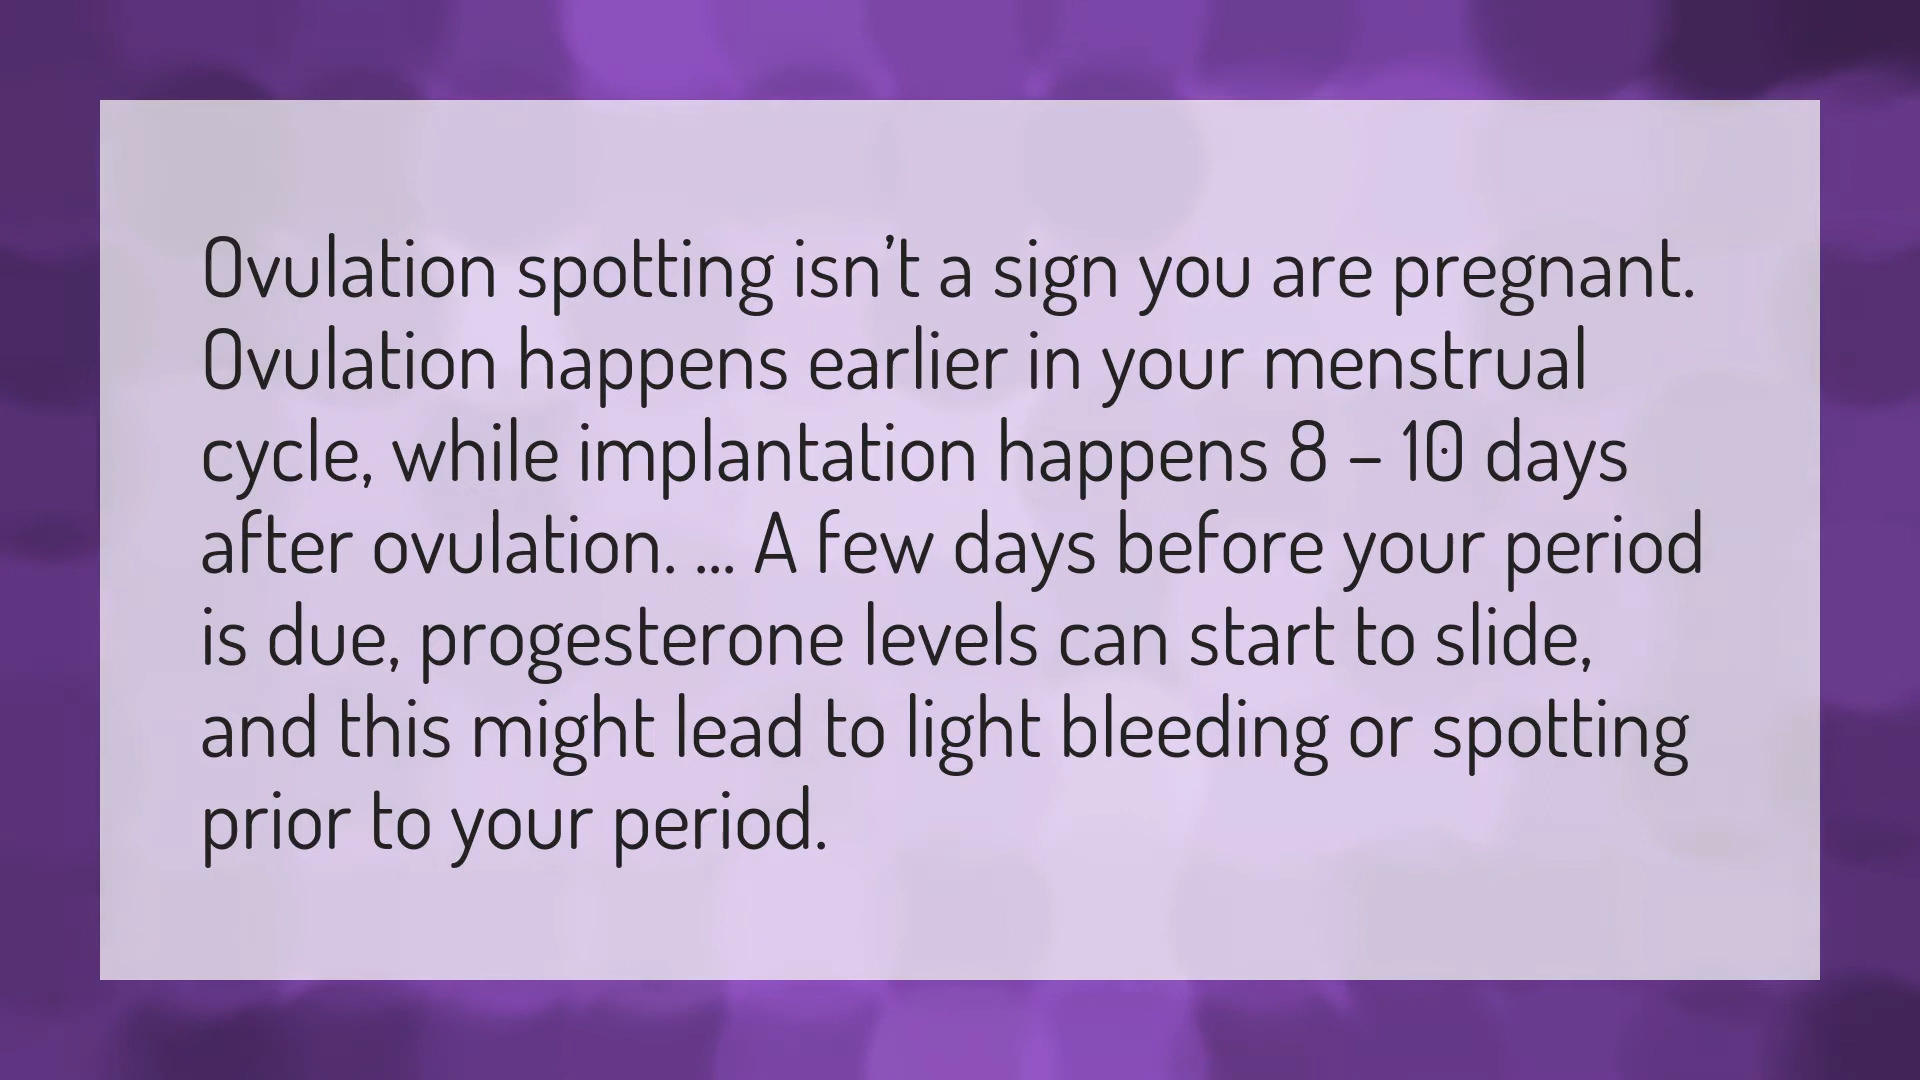 Ovulation spotting isn’t a sign you are pregnant.
Ovulation happens earlier in your menstrual
cycle, while implantation happens 8 – 10 days
after ovulation. ... A few days before your period
is due, progesterone levels can start to slide,
and this might lead to light bleeding or spotting
prior to your period.